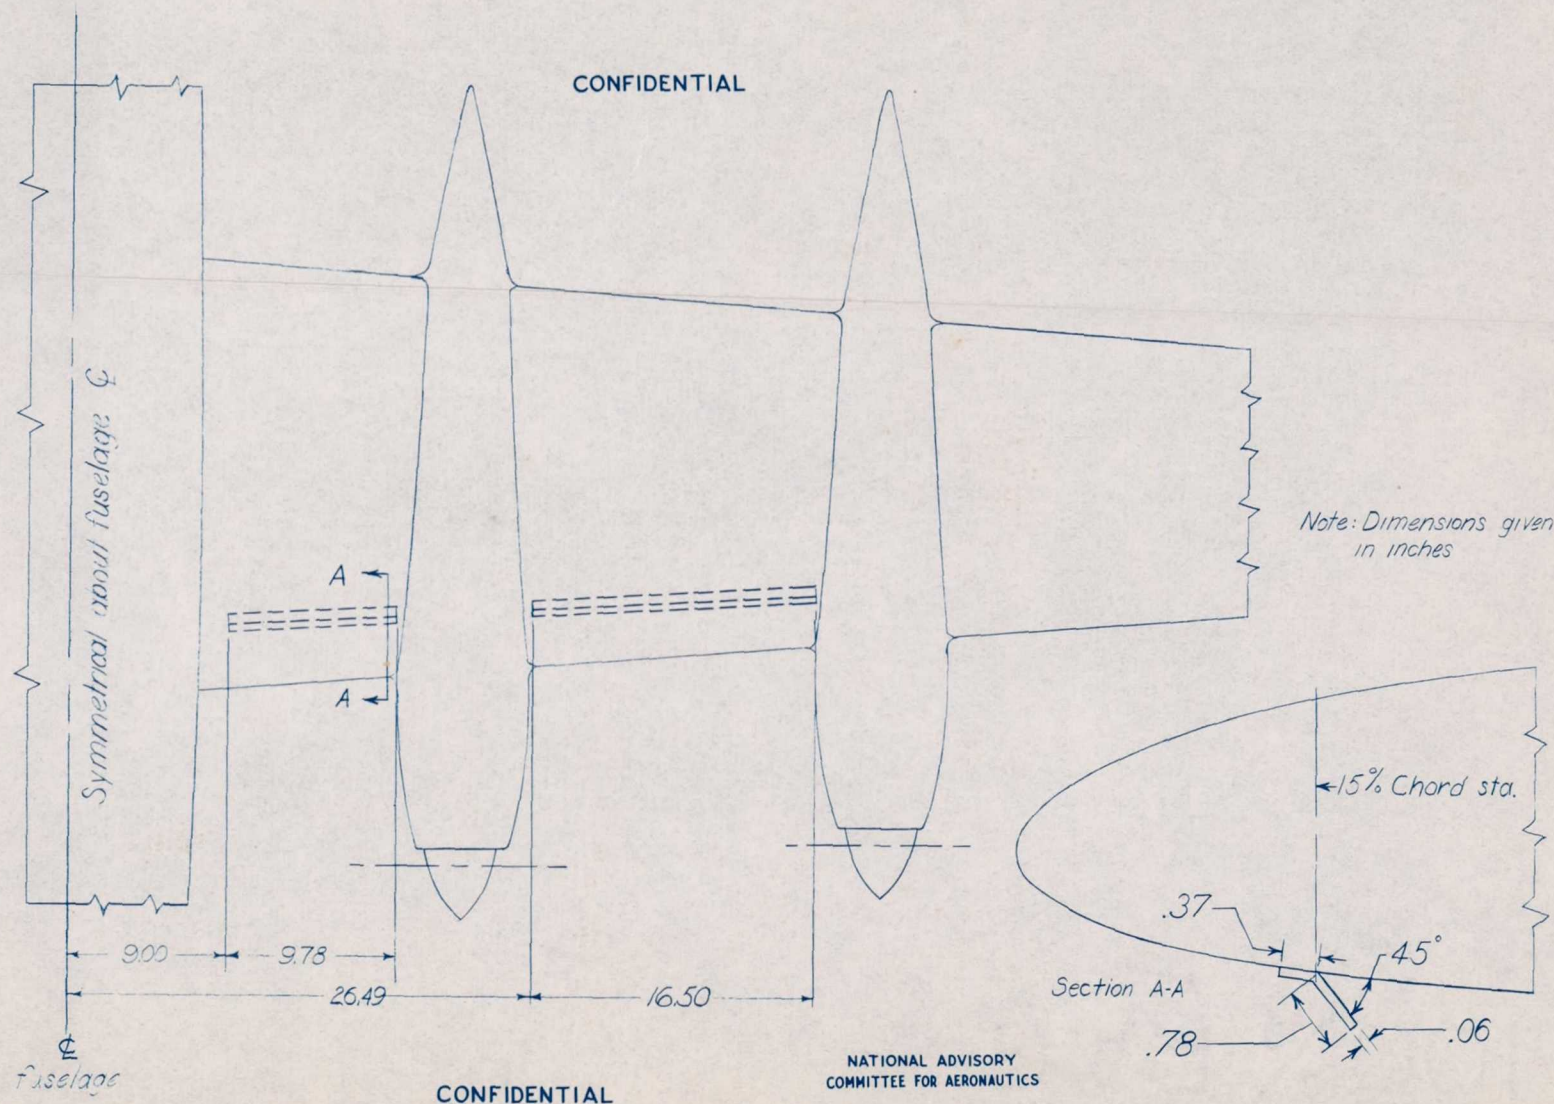 CONFIDENTIAL
Symmetrical about fuselage ℄
A
A
Note: Dimensions given
in inches
15% Chord sta.
.37
45°
9.00
9.78
26.49
16.50
Section A-A
.78
.06
℄
fuselage
NATIONAL ADVISORY
COMMITTEE FOR AERONAUTICS
CONFIDENTIAL